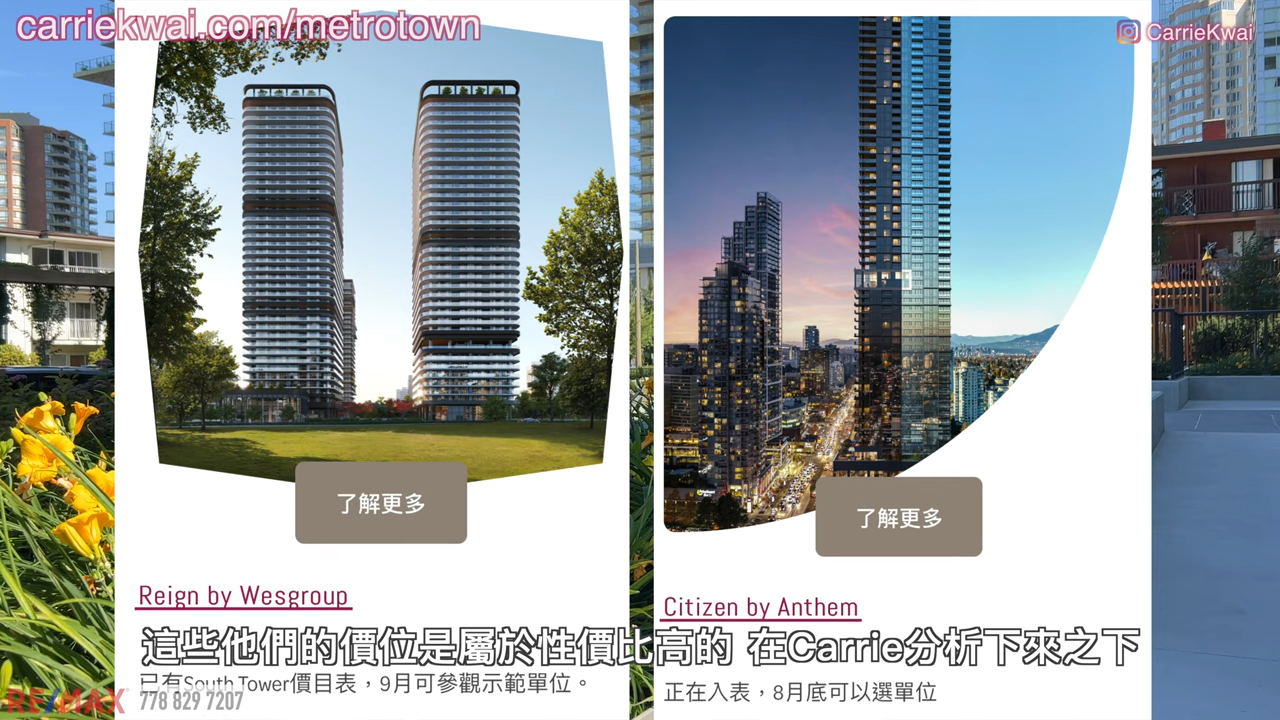 carriekwai.com/metrotown
CarrieKwai
了解更多
了解更多
Reign by Wesgroup
Citizen by Anthem
這些他們的價位是屬於性價比高的 在Carrie分析下來之下
已有South Tower價目表，9月可參觀示範單位。
正在入表，8月底可以選單位
RE/MAX
778 829 7207